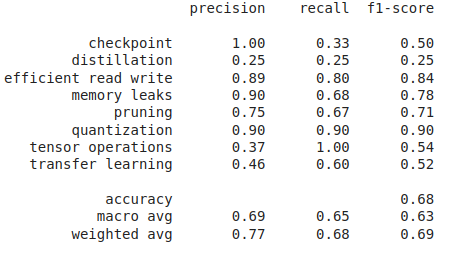 precision recall f1-score
checkpoint 1.00 0.33 0.50
distillation 0.25 0.25 0.25
efficient read write 0.89 0.80 0.84
memory leaks 0.90 0.68 0.78
pruning 0.75 0.67 0.71
quantization 0.90 0.90 0.90
tensor operations 0.37 1.00 0.54
transfer learning 0.46 0.60 0.52
accuracy 0.68
macro avg 0.69 0.65 0.63
weighted avg 0.77 0.68 0.69